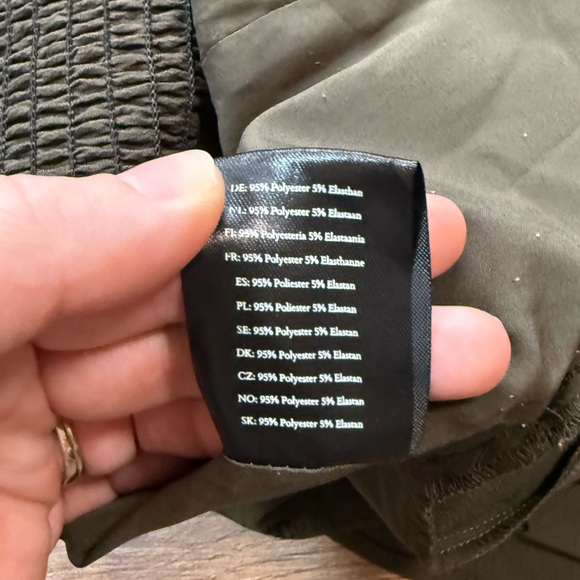 DE: 95% Polyester 5% Elasthan
NL: 95% Polyester 5% Elastaan
FI: 95% Polyesteria 5% Elastaania
FR: 95% Polyester 5% Elasthanne
ES: 95% Poliester 5% Elastan
PL: 95% Poliester 5% Elastan
SE: 95% Polyester 5% Elastan
DK: 95% Polyester 5% Elastan
CZ: 95% Polyester 5% Elastan
NO: 95% Polyester 5% Elastan
SK: 95% Polyester 5% Elastan